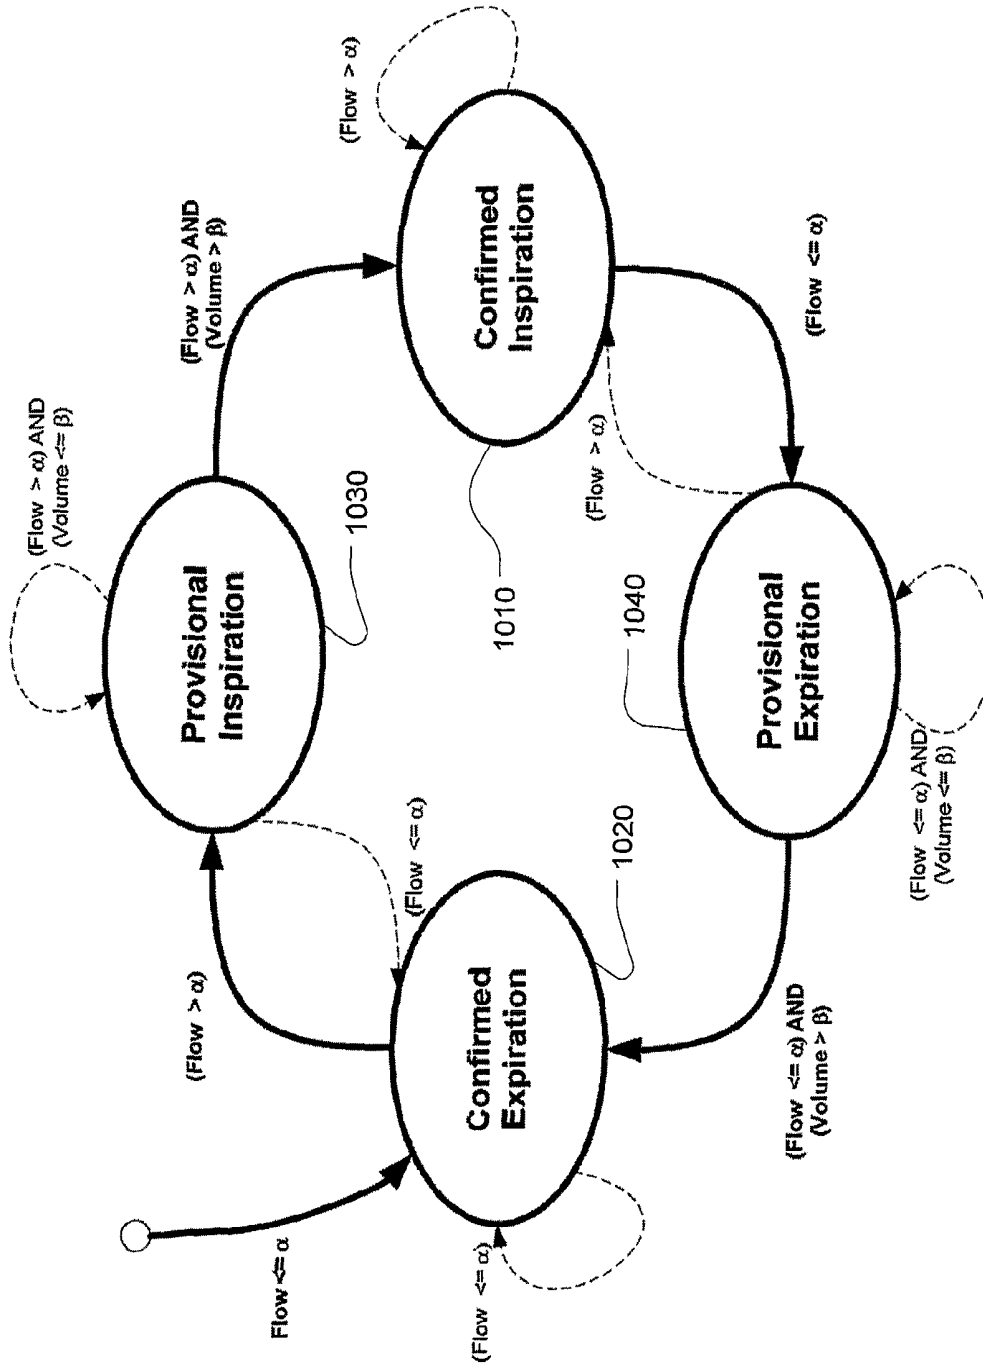 Flow <= α
(Flow <= α)
Confirmed
Expiration
1020
(Flow > α)
(Flow <= α)
Provisional
Inspiration
1030
(Flow > α) AND
(Volume <= β)
(Flow > α) AND
(Volume > β)
Confirmed
Inspiration
1010
(Flow > α)
(Flow <= α)
(Flow > α)
Provisional
Expiration
1040
(Flow <= α) AND
(Volume <= β)
(Flow <= α) AND
(Volume > β)